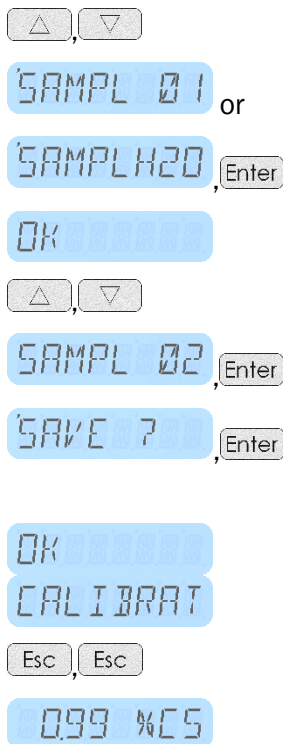 △ , ▽
'SAMPL 01 or
'SAMPLH2O , Enter
OK
△ , ▽
SAMPL 02 , Enter
'SAVE ? , Enter
OK
CALIBRAT
Esc , Esc
0.99 %CS